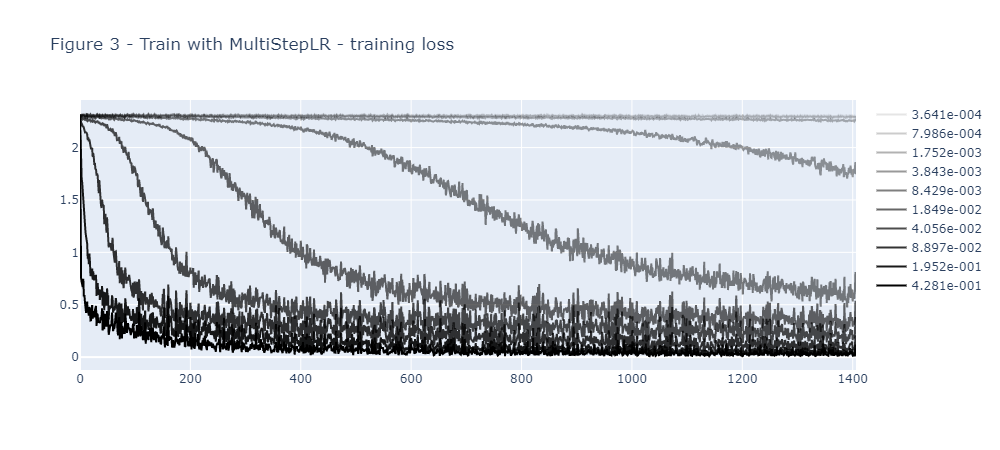 Figure 3 - Train with MultiStepLR - training loss
2
1.5
1
0.5
0
0 200 400 600 800 1000 1200 1400
3.641e-004
7.986e-004
1.752e-003
3.843e-003
8.429e-003
1.849e-002
4.056e-002
8.897e-002
1.952e-001
4.281e-001